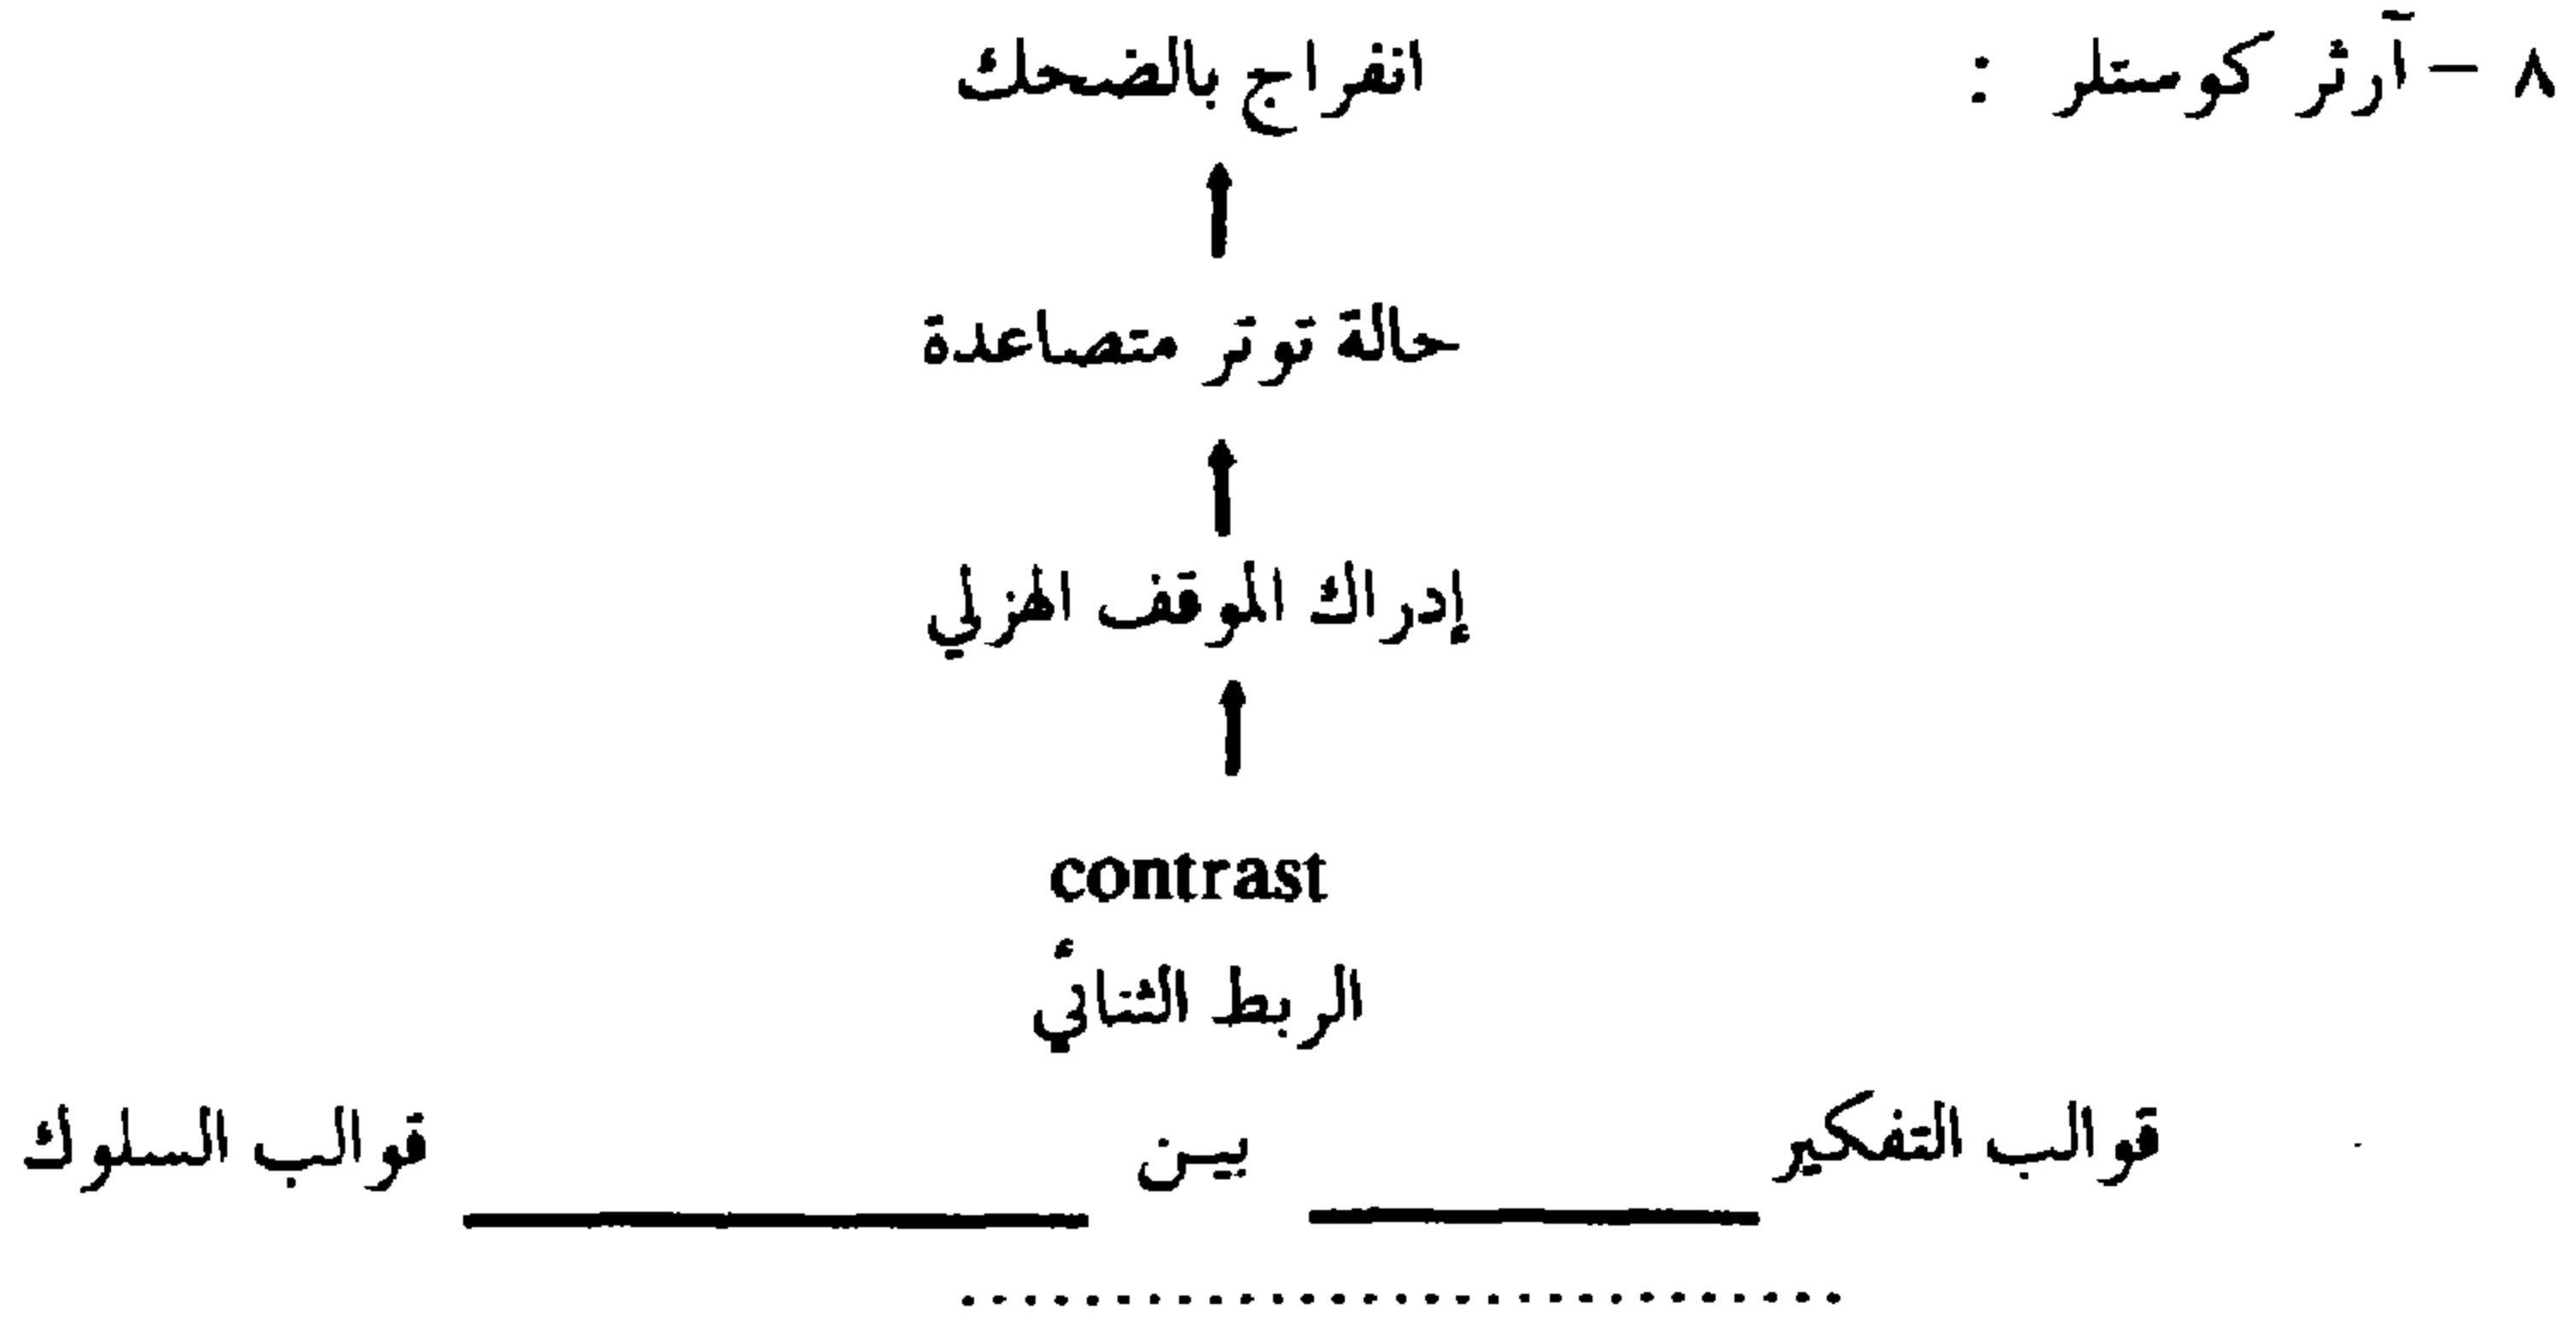 ٨ - آرثر كوستلر : انفراج بالضحك
حالة توتر متصاعدة
إدراك الموقف الهزلي
contrast
الربط الثنائي
قوالب التفكير بين قوالب السلوك